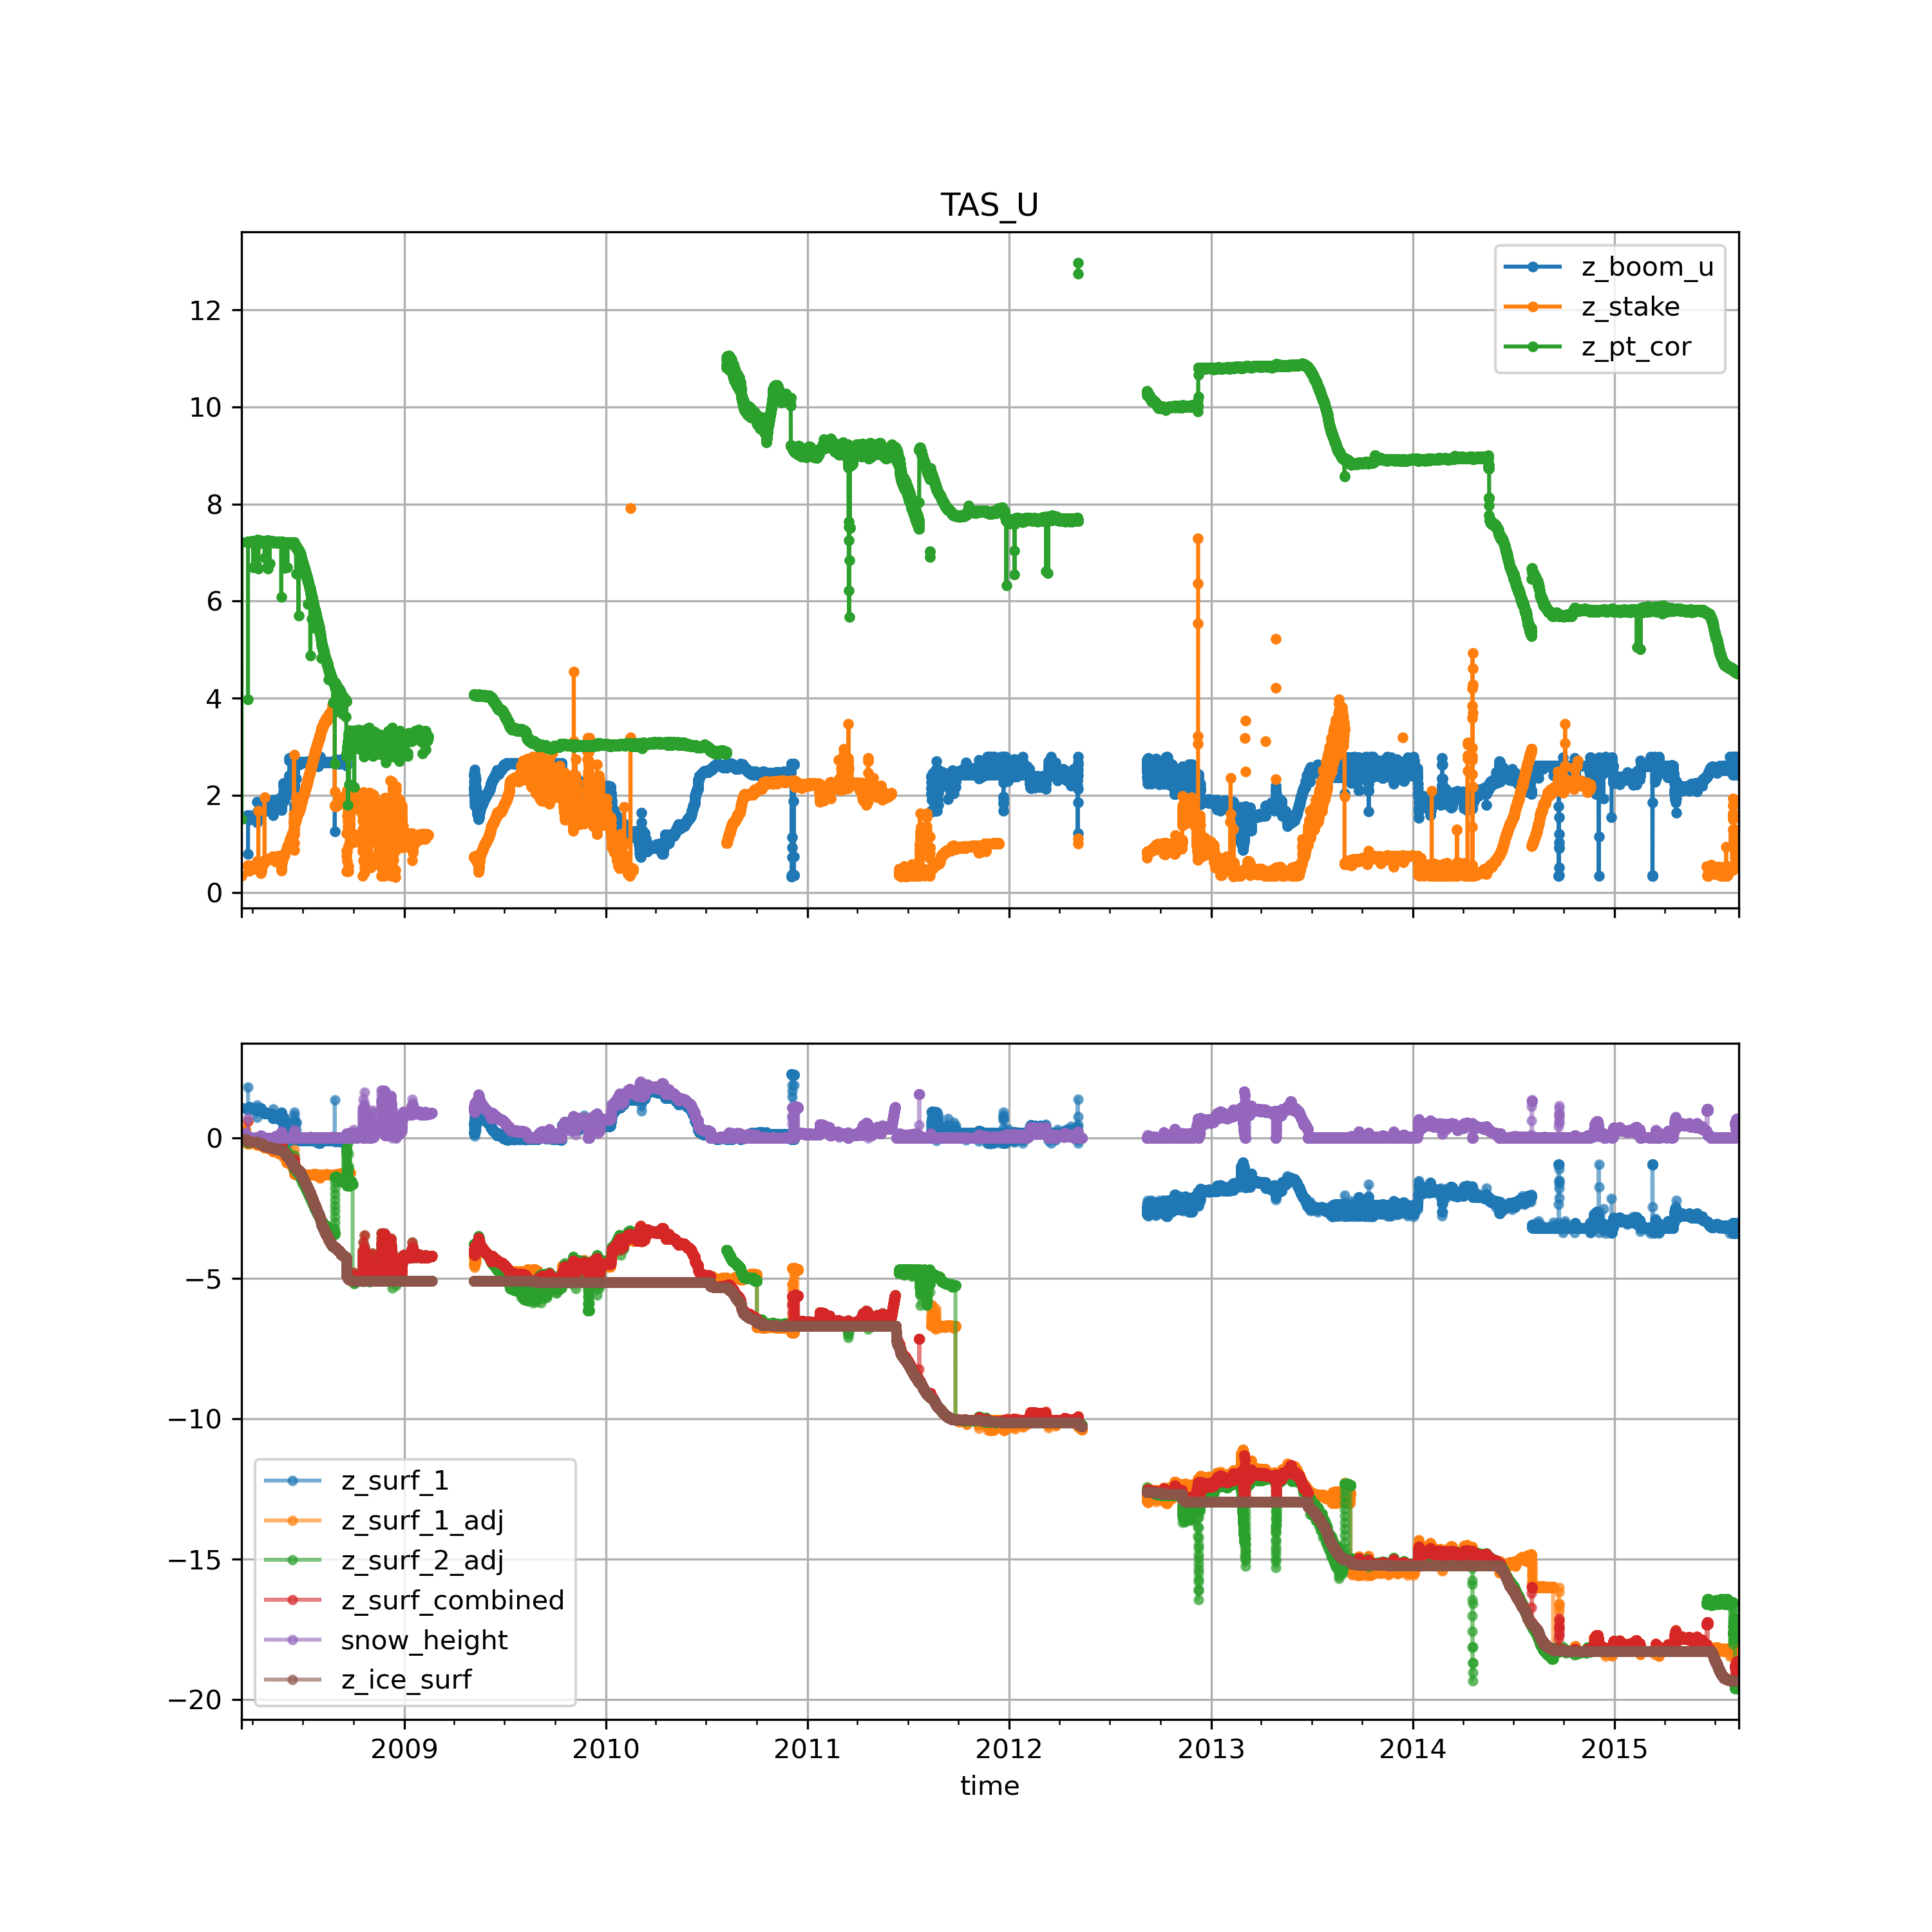 TAS_U
z_boom_u
z_stake
z_pt_cor
12
10
8
6
4
2
0
0
−5
−10
−15
−20
z_surf_1
z_surf_1_adj
z_surf_2_adj
z_surf_combined
snow_height
z_ice_surf
2009 2010 2011 2012 2013 2014 2015
time